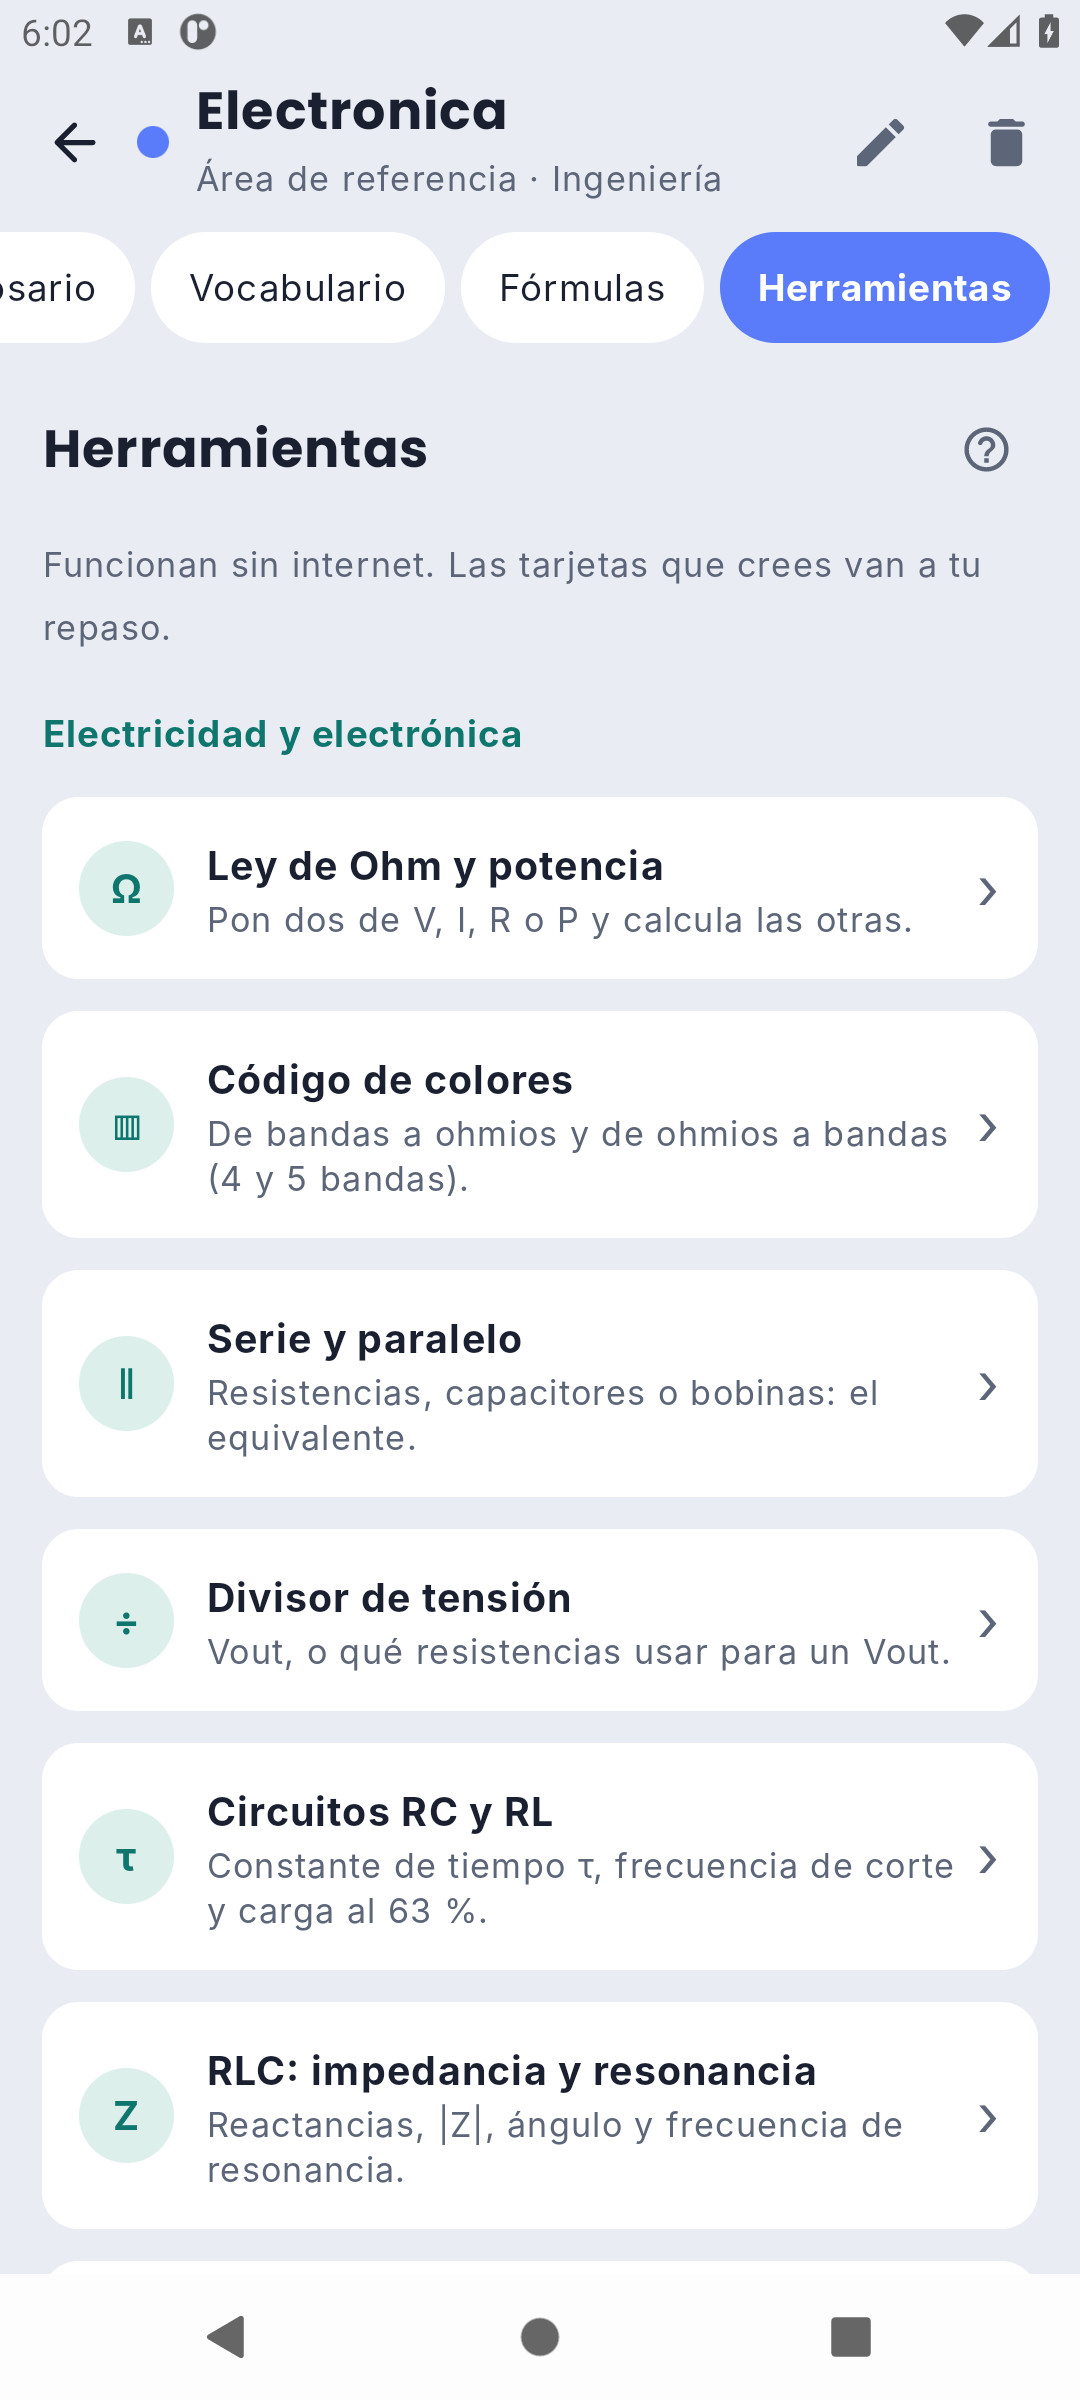 6:02
Electronica
Área de referencia · Ingeniería
osario
Vocabulario
Fórmulas
Herramientas
Herramientas
Funcionan sin internet. Las tarjetas que crees van a tu
repaso.
Electricidad y electrónica
Ω
Ley de Ohm y potencia
Pon dos de V, I, R o P y calcula las otras.
▥
Código de colores
De bandas a ohmios y de ohmios a bandas
(4 y 5 bandas).
∥
Serie y paralelo
Resistencias, capacitores o bobinas: el
equivalente.
÷
Divisor de tensión
Vout, o qué resistencias usar para un Vout.
τ
Circuitos RC y RL
Constante de tiempo τ, frecuencia de corte
y carga al 63 %.
Z
RLC: impedancia y resonancia
Reactancias, |Z|, ángulo y frecuencia de
resonancia.